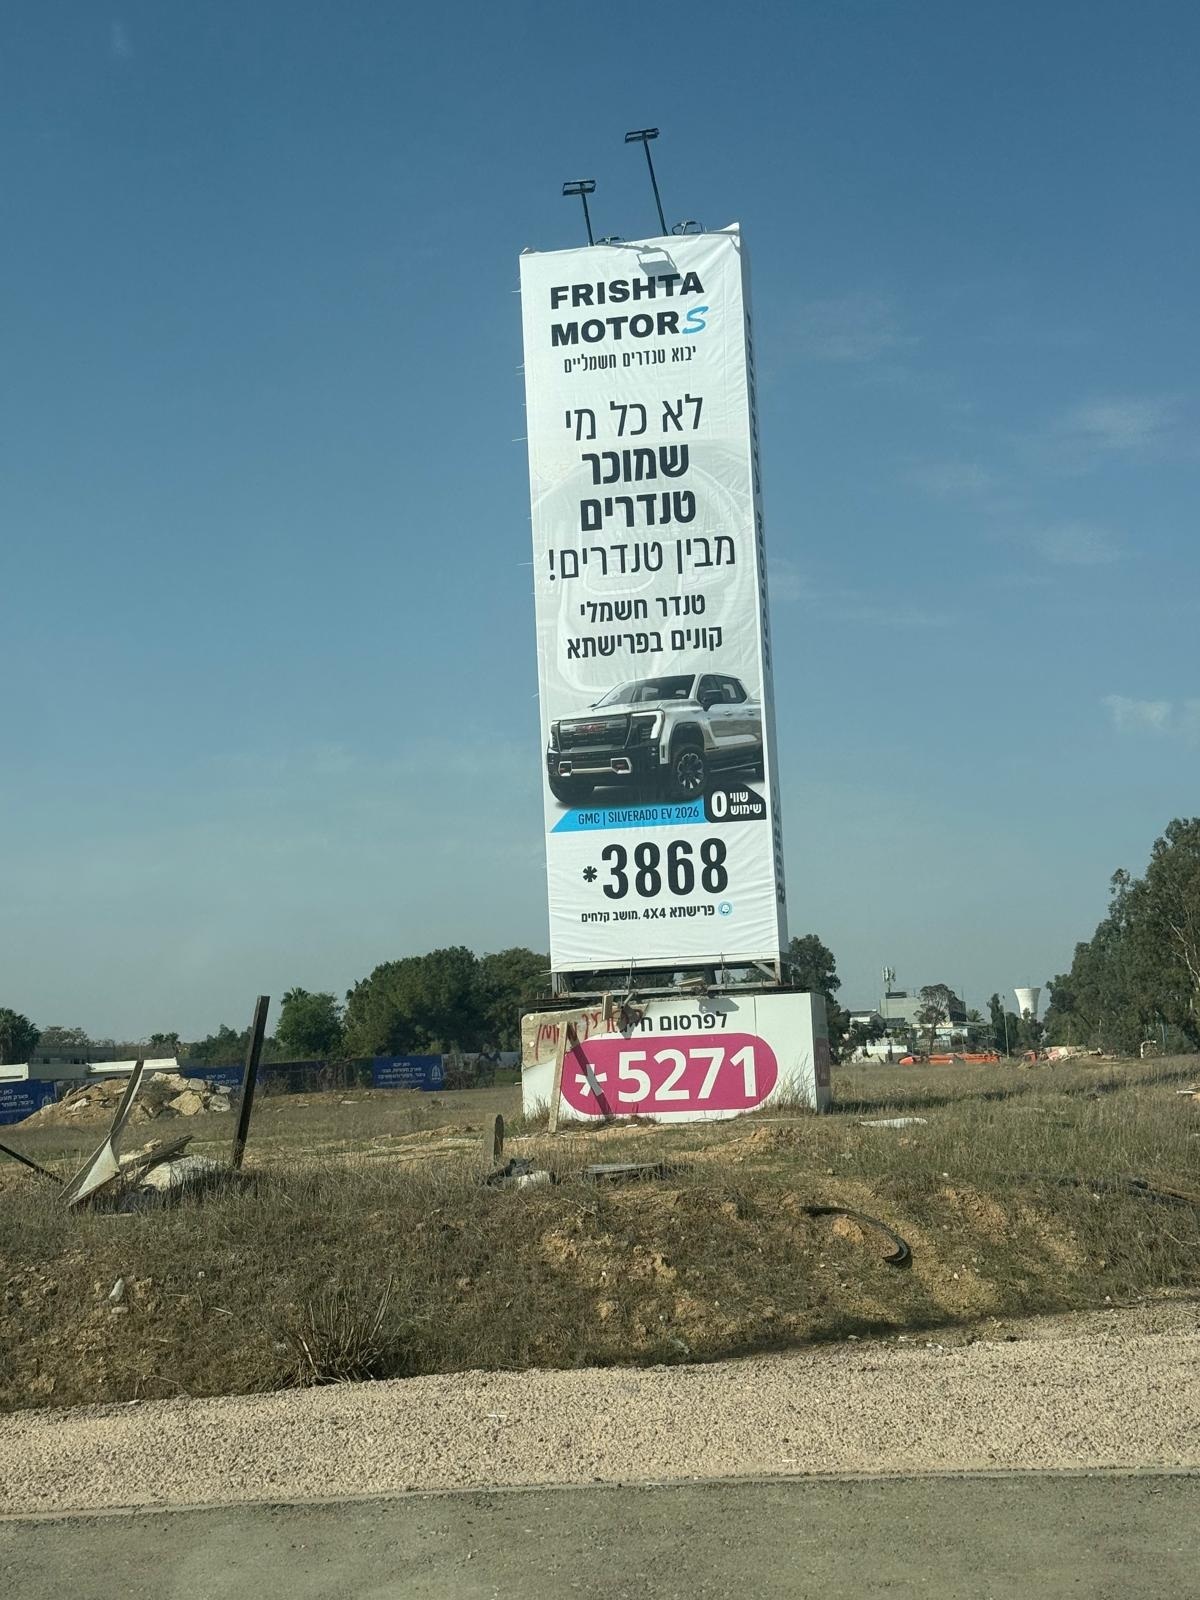 FRISHTA
MOTORS
יבוא טנדרים חשמליים
לא כל מי
שמוכר
טנדרים
מבין טנדרים!
טנדר חשמלי
קונים בפרישתא
GMC | SILVERADO EV 2026
0 שווי
שימוש
*3868
פרישתא 4X4, מושב קלחים
לפרסום
*5271